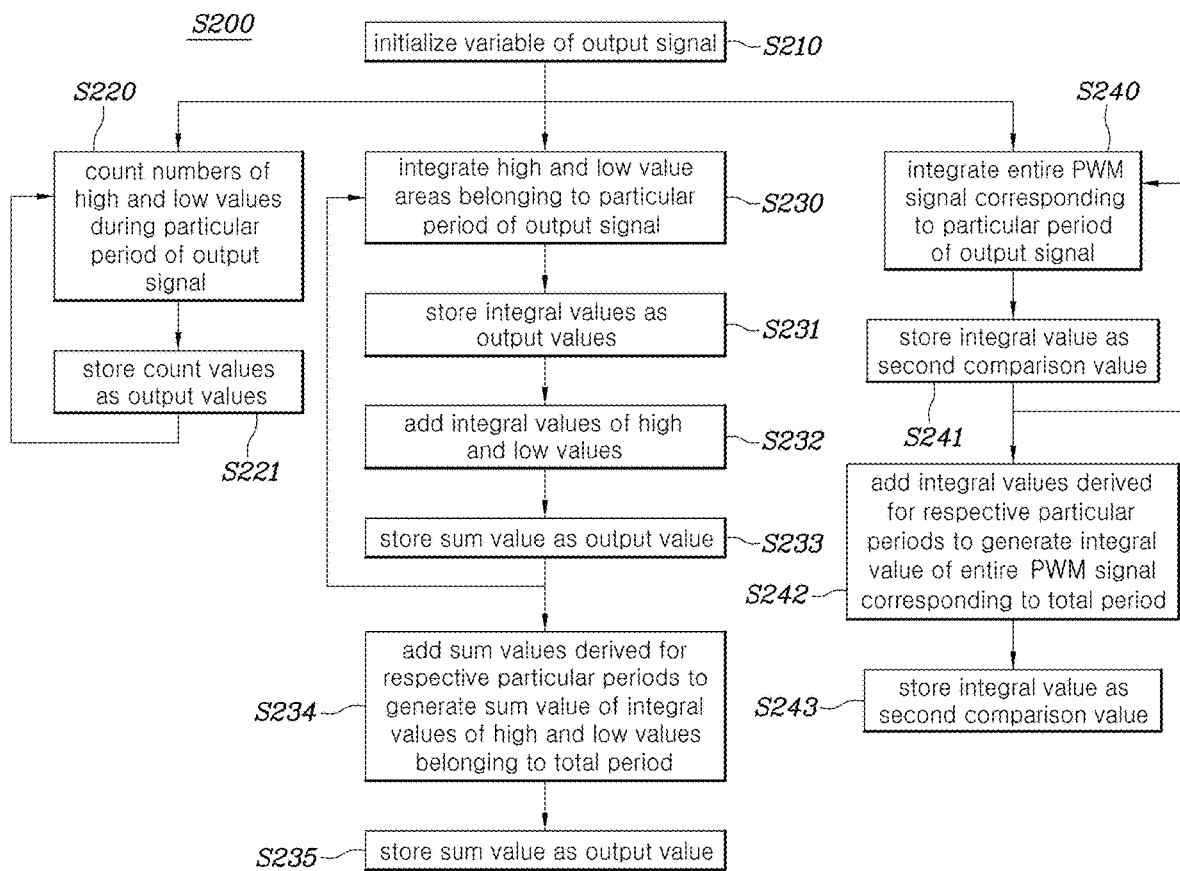 S200
initialize variable of output signal
S210
S220
count numbers of
high and low values
during particular
period of output
signal
store count values
as output values
S221
integrate high and low value
areas belonging to particular
period of output signal
S230
store integral values as
output values
S231
add integral values of high
and low values
S232
store sum value as output value
S233
add sum values derived for
respective particular periods to
generate sum value of integral
values of high and low values
belonging to total period
S234
store sum value as output value
S235
S240
integrate entire PWM
signal corresponding
to particular period
of output signal
store integral value as
second comparison value
S241
add integral values derived
for respective particular
periods to generate integral
value of entire PWM signal
corresponding to total period
S242
store integral value as
second comparison value
S243